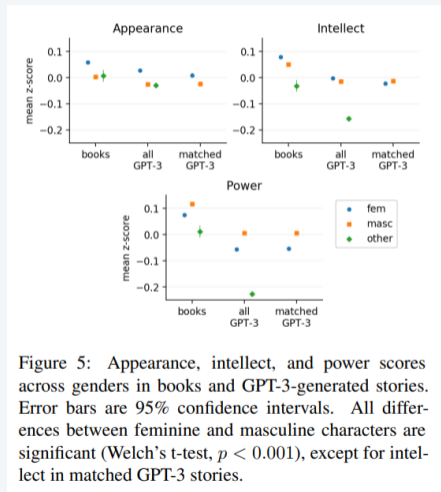 Appearance
Intellect
mean z-score
0.1
0.0
−0.1
−0.2
books
all
GPT-3
matched
GPT-3
0.1
0.0
−0.1
−0.2
books
all
GPT-3
matched
GPT-3
Power
mean z-score
0.1
0.0
−0.1
−0.2
books
all
GPT-3
matched
GPT-3
fem
masc
other
Figure 5: Appearance, intellect, and power scores
across genders in books and GPT-3-generated stories.
Error bars are 95% confidence intervals. All differ-
ences between feminine and masculine characters are
significant (Welch's t-test, p < 0.001), except for intel-
lect in matched GPT-3 stories.